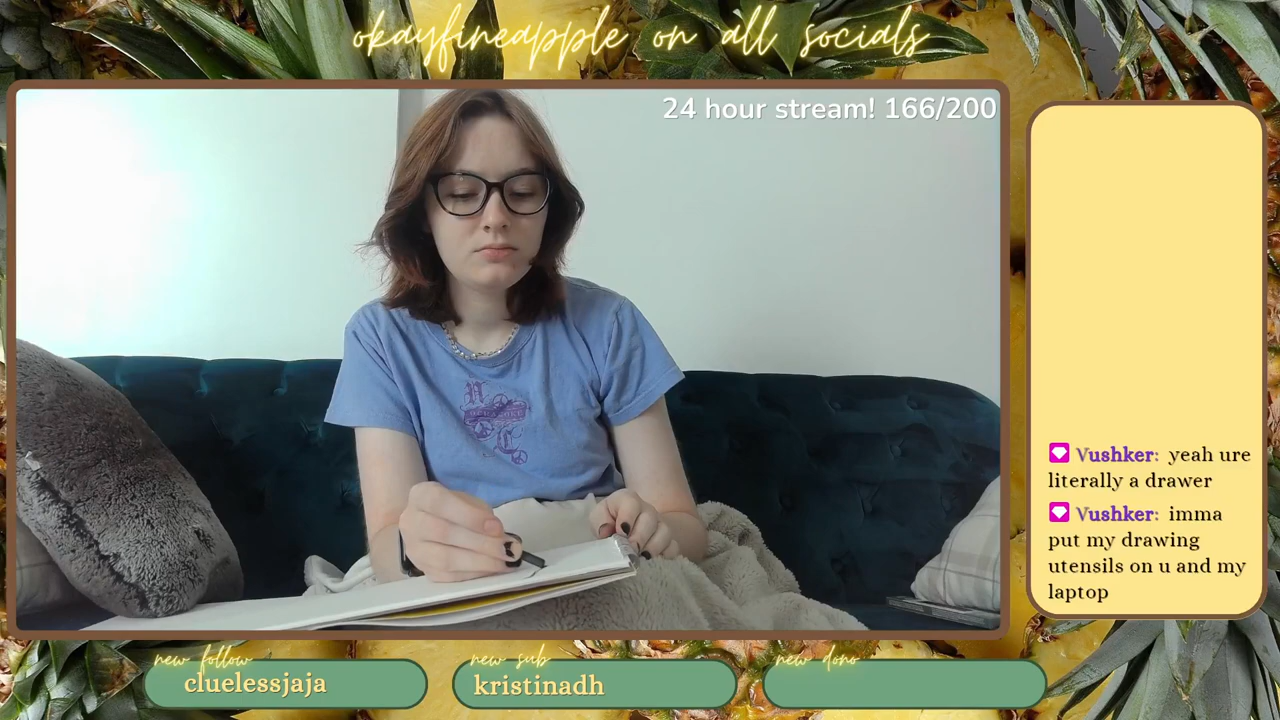 okayfineapple on all socials
24 hour stream! 166/200
Vushker: yeah ure
literally a drawer
Vushker: imma
put my drawing
utensils on u and my
laptop
new follow
cluelessjaja
new sub
kristinadh
new dono